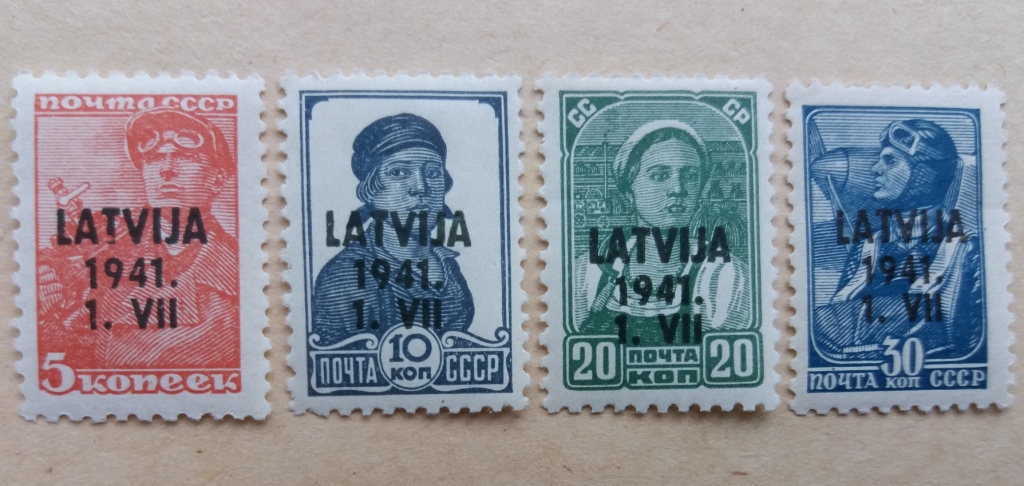 ПОЧТА СССР
LATVIJA
1941.
1. VII
5 КОПЕЕК
LATVIJA
1941.
1. VII
ПОЧТА 10 КОП СССР
СС СР
LATVIJA
1941.
1. VII
20 ПОЧТА КОП 20
LATVIJA
1941.
1. VII
30
ПОЧТА КОП СССР